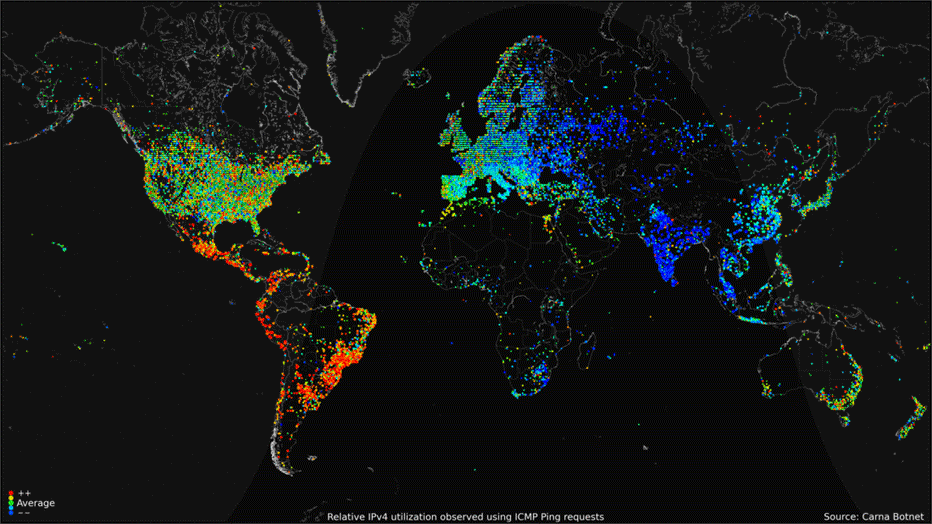 ++
Average
−−
Relative IPv4 utilization observed using ICMP Ping requests
Source: Carna Botnet